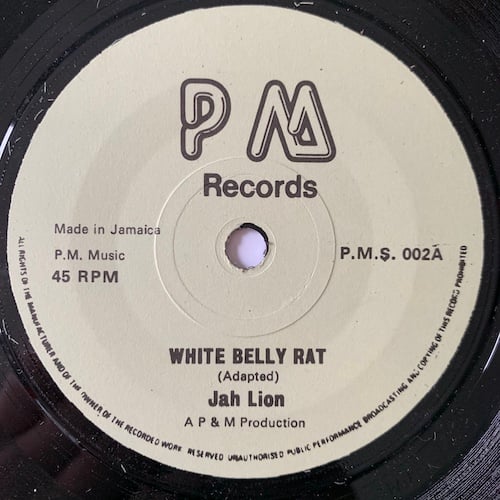 P M
Records
Made in Jamaica
P.M. Music
45 RPM
P.M.S. 002A
WHITE BELLY RAT
(Adapted)
Jah Lion
A P & M Production
ALL RIGHTS OF THE MANUFACTURER AND OF THE OWNER OF THE RECORDED WORK RESERVED UNAUTHORISED PUBLIC PERFORMANCE BROADCASTING AND COPYING OF THIS RECORD PROHIBITED